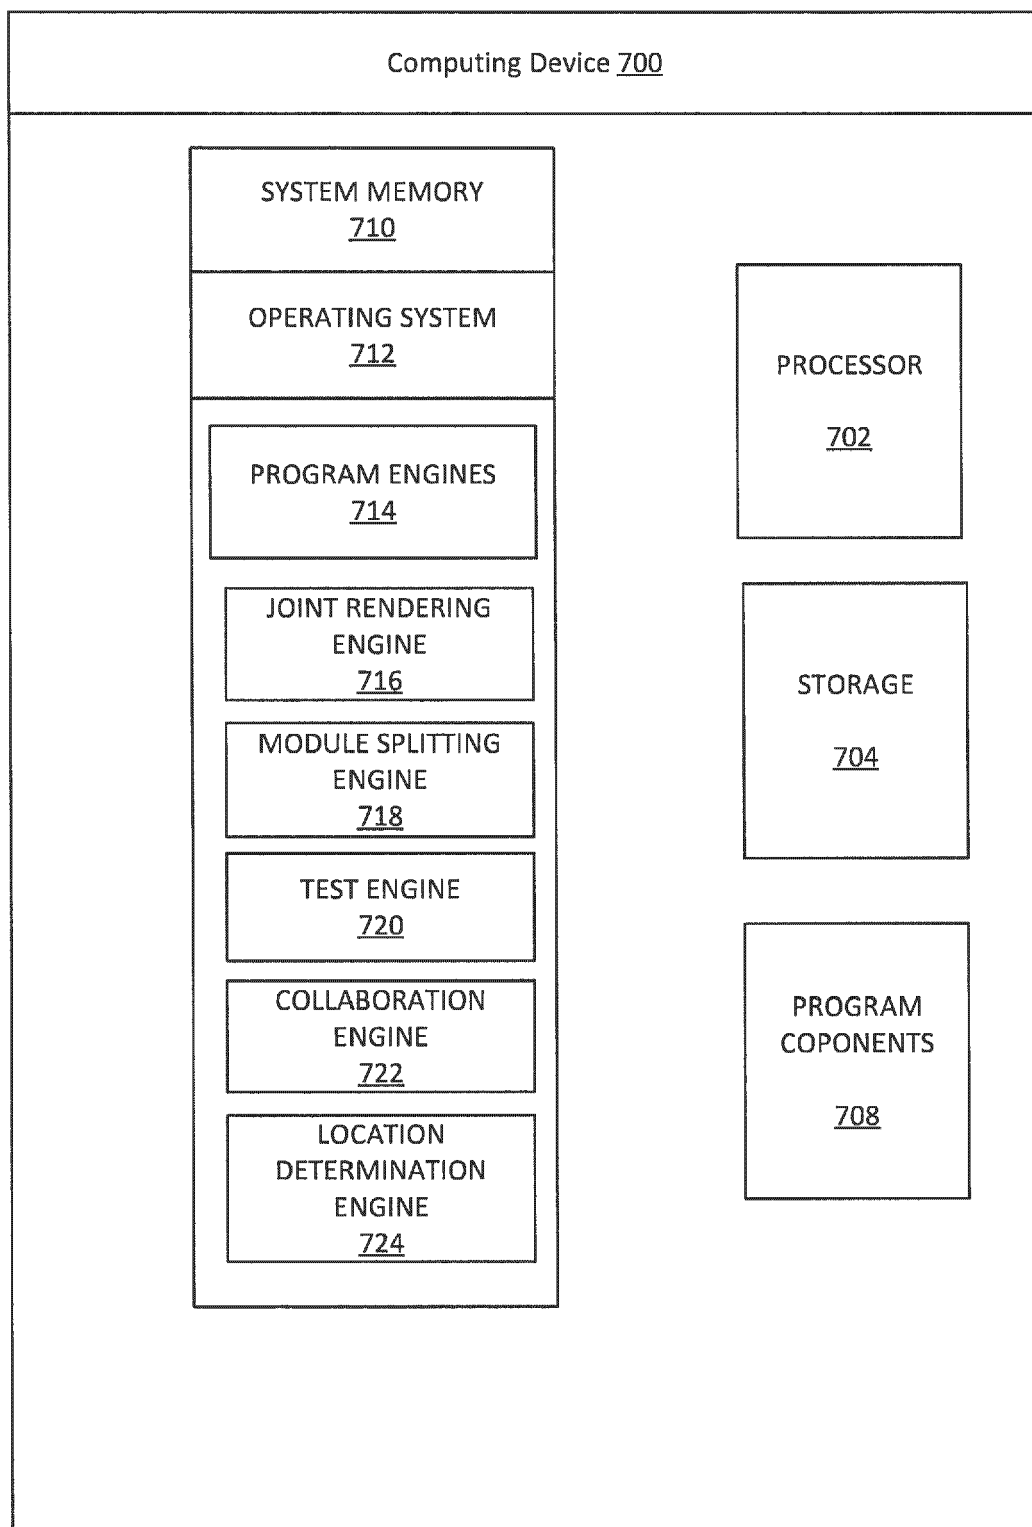 Computing Device 700
SYSTEM MEMORY
710
OPERATING SYSTEM
712
PROGRAM ENGINES
714
JOINT RENDERING
ENGINE
716
MODULE SPLITTING
ENGINE
718
TEST ENGINE
720
COLLABORATION
ENGINE
722
LOCATION
DETERMINATION
ENGINE
724
PROCESSOR
702
STORAGE
704
PROGRAM
COPONENTS
708